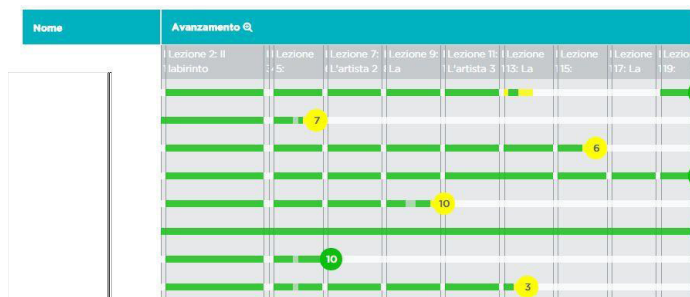 Nome Avanzamento
Lezione 2: Il Lezione Lezione 7: Lezione 9: Lezione 11: Lezione Lezione Lezione Lezio
labirinto 5: L'artista 2 La L'artista 3 13: La 15: 17: La 19:
7
6
10
10
3